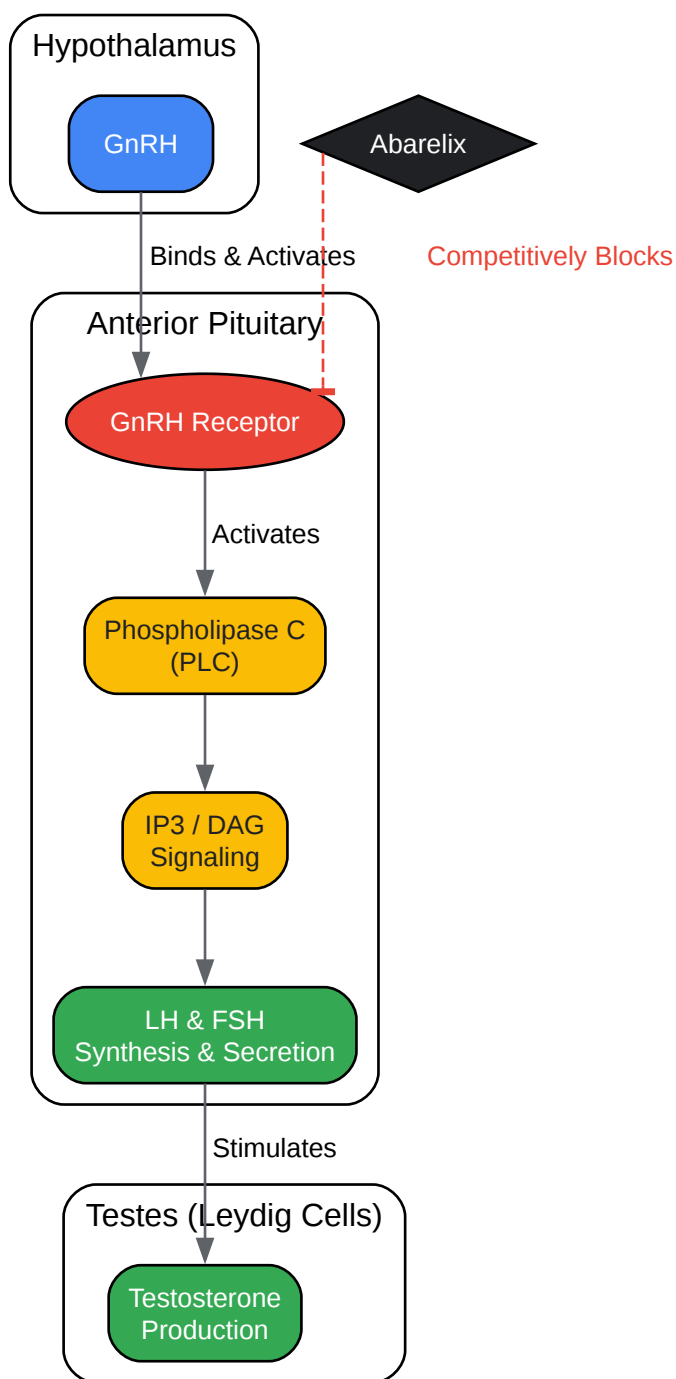 Hypothalamus
GnRH
Abarelix
Binds & Activates
Competitively Blocks
Anterior Pituitary
GnRH Receptor
Activates
Phospholipase C
(PLC)
IP3 / DAG
Signaling
LH & FSH
Synthesis & Secretion
Stimulates
Testes (Leydig Cells)
Testosterone
Production